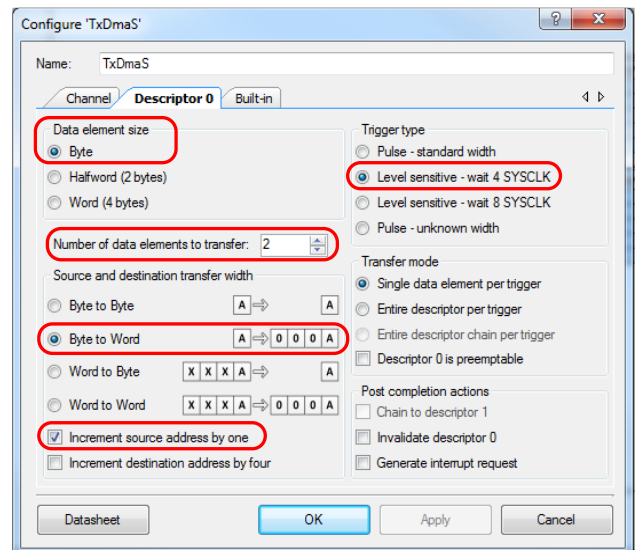 Configure 'TxDmaS'
Name: TxDmaS
Channel Descriptor 0 Built-in
Data element size
Byte
Halfword (2 bytes)
Word (4 bytes)
Number of data elements to transfer: 2
Source and destination transfer width
Byte to Byte A A
Byte to Word A 0 0 0 A
Word to Byte X X X A A
Word to Word X X X A 0 0 0 A
Increment source address by one
Increment destination address by four
Trigger type
Pulse - standard width
Level sensitive - wait 4 SYSCLK
Level sensitive - wait 8 SYSCLK
Pulse - unknown width
Transfer mode
Single data element per trigger
Entire descriptor per trigger
Entire descriptor chain per trigger
Descriptor 0 is preemptable
Post completion actions
Chain to descriptor 1
Invalidate descriptor 0
Generate interrupt request
Datasheet OK Apply Cancel